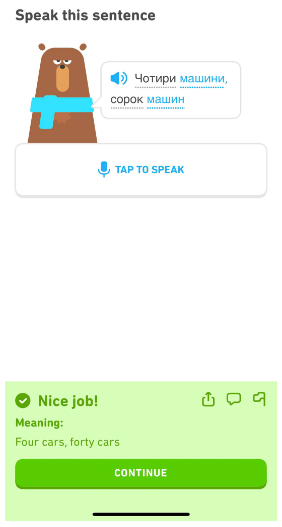 Speak this sentence
Чотири машини,
сорок машин
TAP TO SPEAK
Nice job!
Meaning:
Four cars, forty cars
CONTINUE